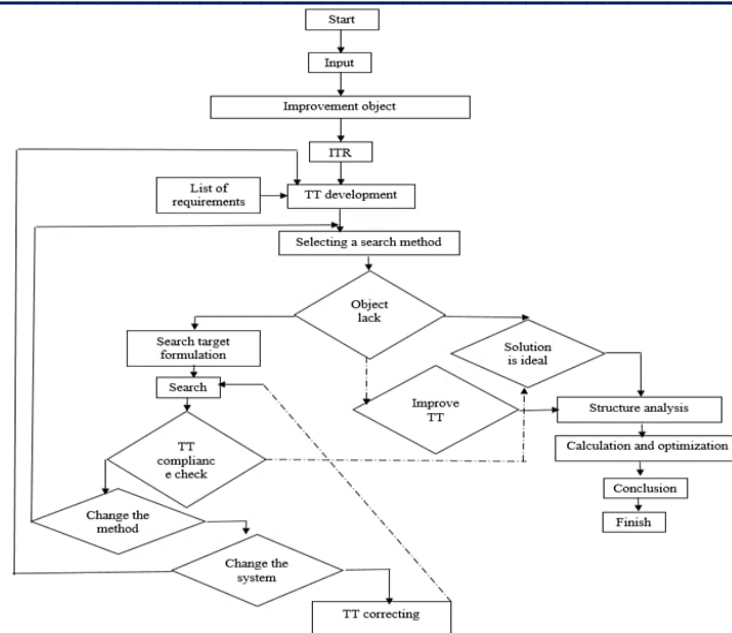 Start
Input
Improvement object
ITR
List of
requirements
TT development
Selecting a search method
Object
lack
Search target
formulation
Solution
is ideal
Search
Improve
TT
Structure analysis
TT
complianc
e check
Calculation and optimization
Conclusion
Change the
method
Finish
Change the
system
TT correcting